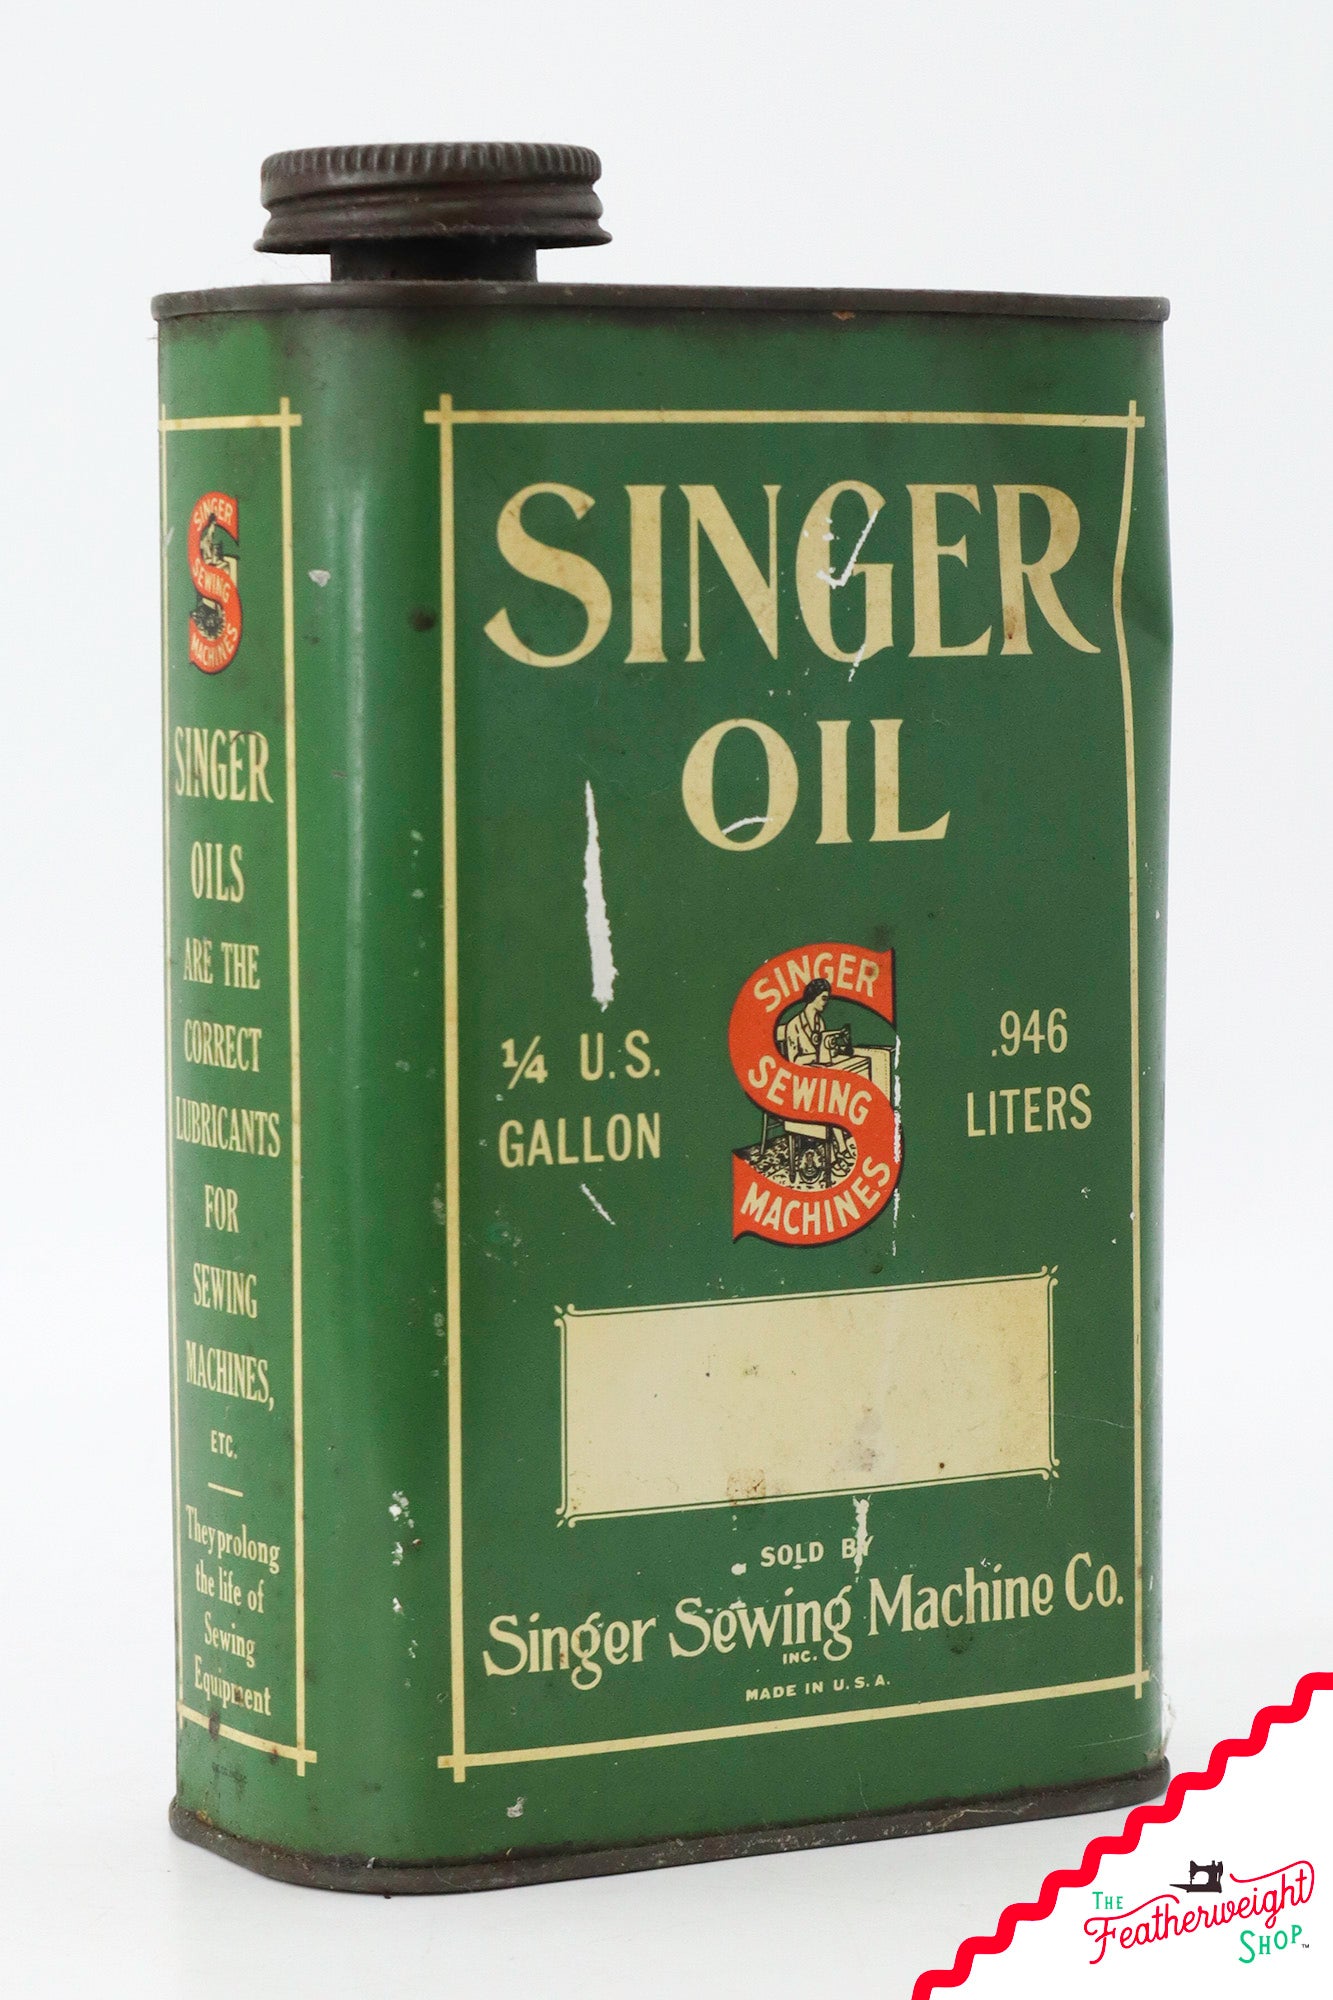 SINGER
SEWING
MACHINES
SINGER
OILS
ARE THE
CORRECT
LUBRICANTS
FOR
SEWING
MACHINES,
ETC.
They prolong
the life of
Sewing
Equipment
SINGER
OIL
1/4 U.S.
GALLON
SINGER
SEWING
MACHINES
.946
LITERS
SOLD BY
Singer Sewing Machine Co.
INC.
MADE IN U.S.A.
THE
Featherweight
SHOP™